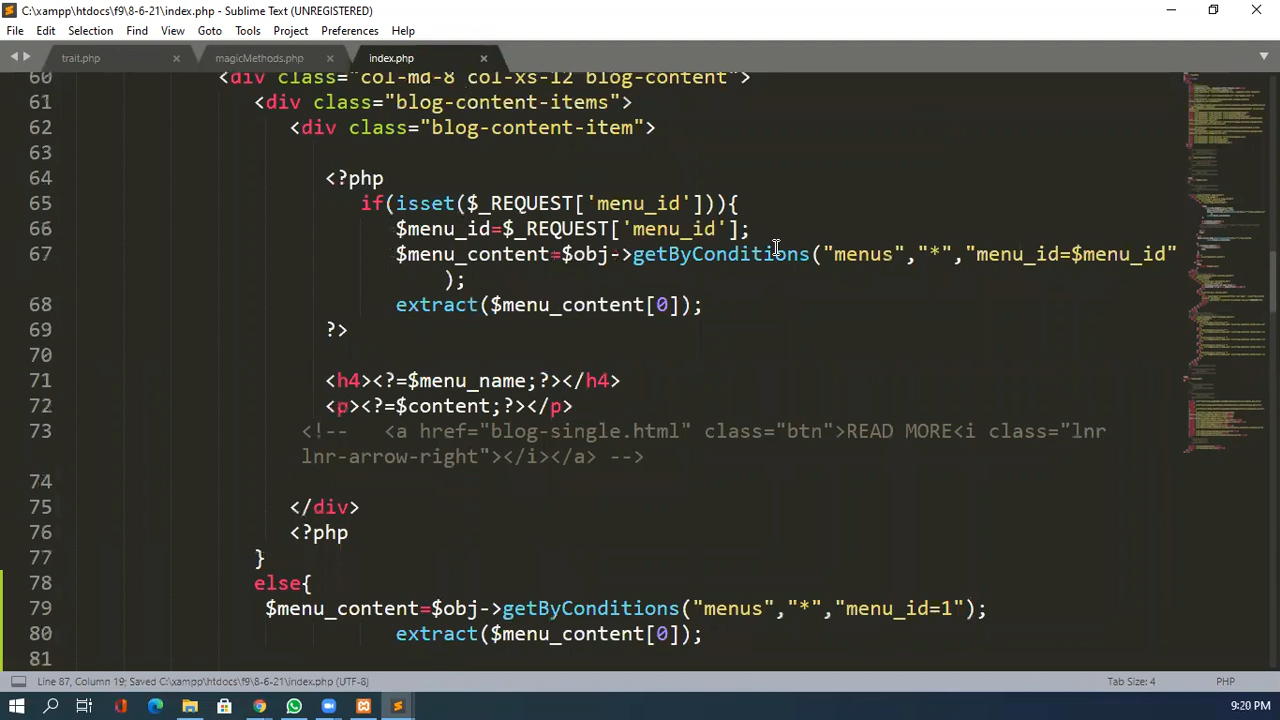 C:\xampp\htdocs\f9\8-6-21\index.php - Sublime Text (UNREGISTERED)
File Edit Selection Find View Goto Tools Project Preferences Help
trait.php magicMethods.php index.php
60 <div class="col-md-8 col-xs-12 blog-content">
61 <div class="blog-content-items">
62 <div class="blog-content-item">
63
64 <?php
65 if(isset($_REQUEST['menu_id'])){
66 $menu_id=$_REQUEST['menu_id'];
67 $menu_content=$obj->getByConditions("menus","*","menu_id=$menu_id"
);
68 extract($menu_content[0]);
69 ?>
70
71 <h4><?=$menu_name;?></h4>
72 <p><?=$content;?></p>
73 <!-- <a href="blog-single.html" class="btn">READ MORE<i class="lnr
lnr-arrow-right"></i></a> -->
74
75 </div>
76 <?php
77 }
78 else{
79 $menu_content=$obj->getByConditions("menus","*","menu_id=1");
80 extract($menu_content[0]);
81
Line 87, Column 19; Saved C:\xampp\htdocs\f9\8-6-21\index.php (UTF-8) Tab Size: 4 PHP
9:20 PM